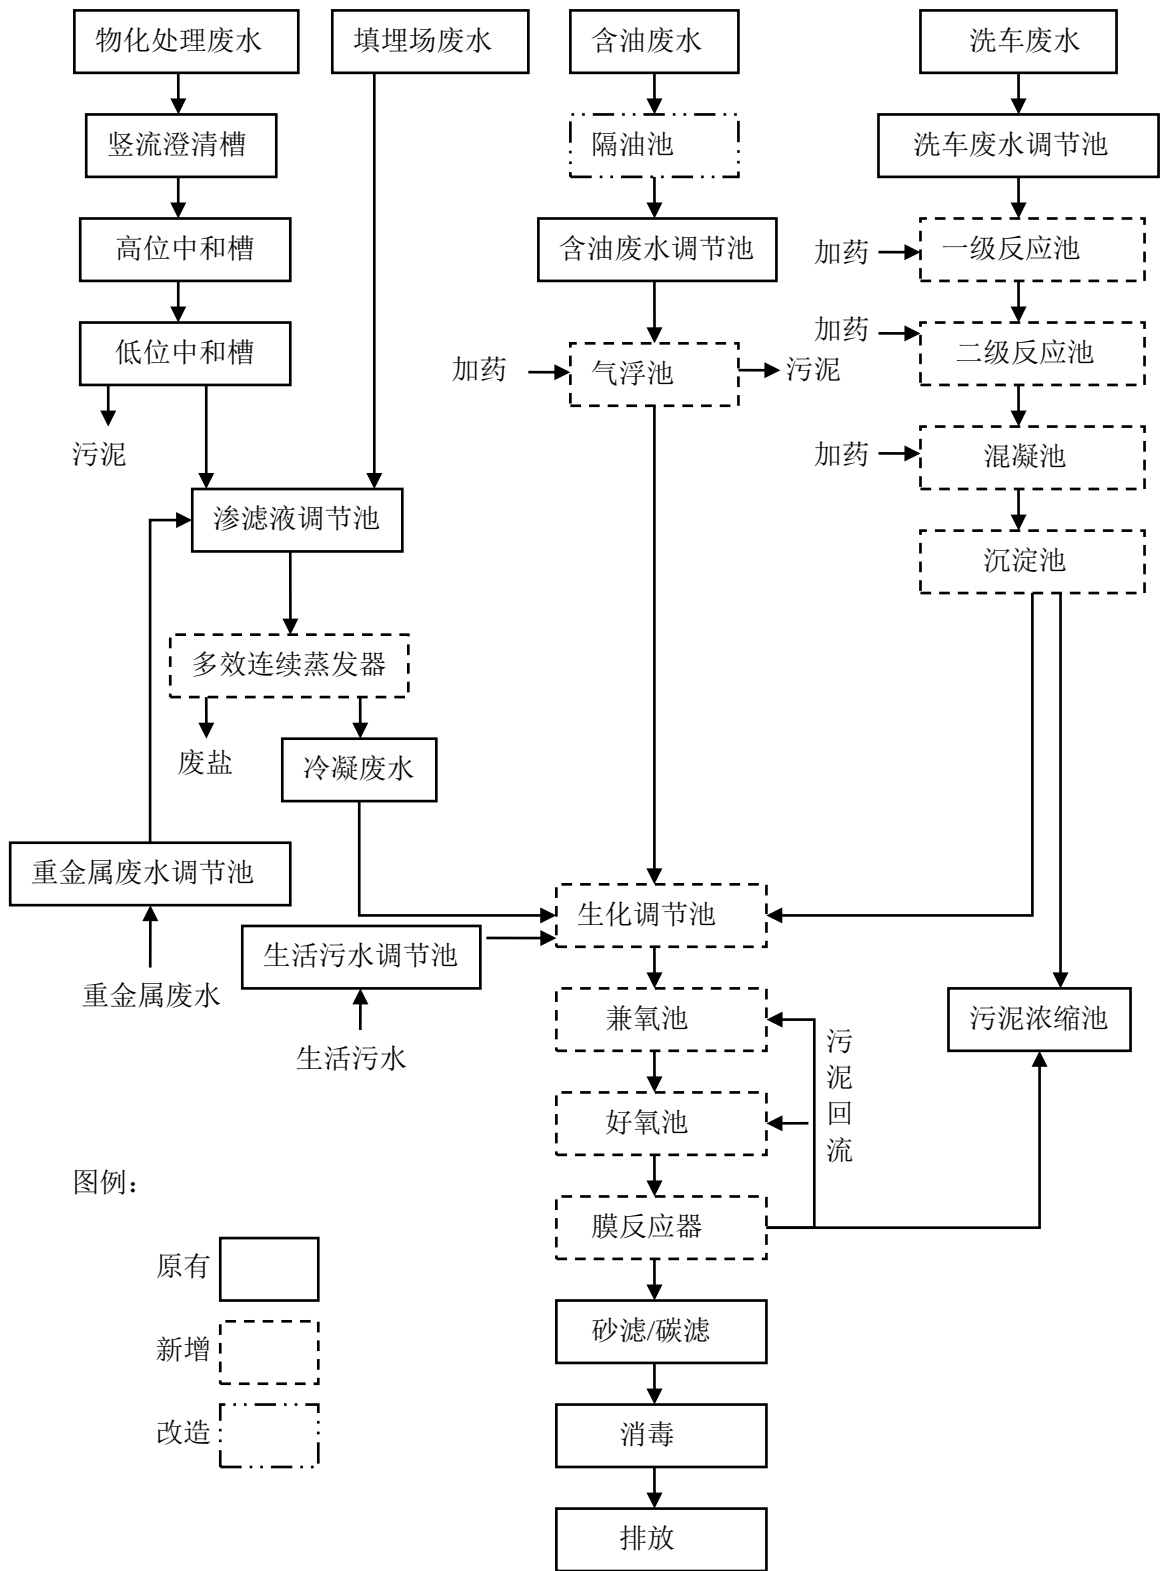 物化处理废水
填埋场废水
含油废水
洗车废水
竖流澄清槽
隔油池
洗车废水调节池
高位中和槽
含油废水调节池
加药
一级反应池
低位中和槽
加药
气浮池
污泥
加药
二级反应池
污泥
加药
混凝池
渗滤液调节池
沉淀池
多效连续蒸发器
废盐
冷凝废水
重金属废水调节池
生化调节池
生活污水调节池
重金属废水
兼氧池
污泥浓缩池
生活污水
污泥回流
好氧池
图例：
膜反应器
原有
砂滤/碳滤
新增
消毒
改造
排放